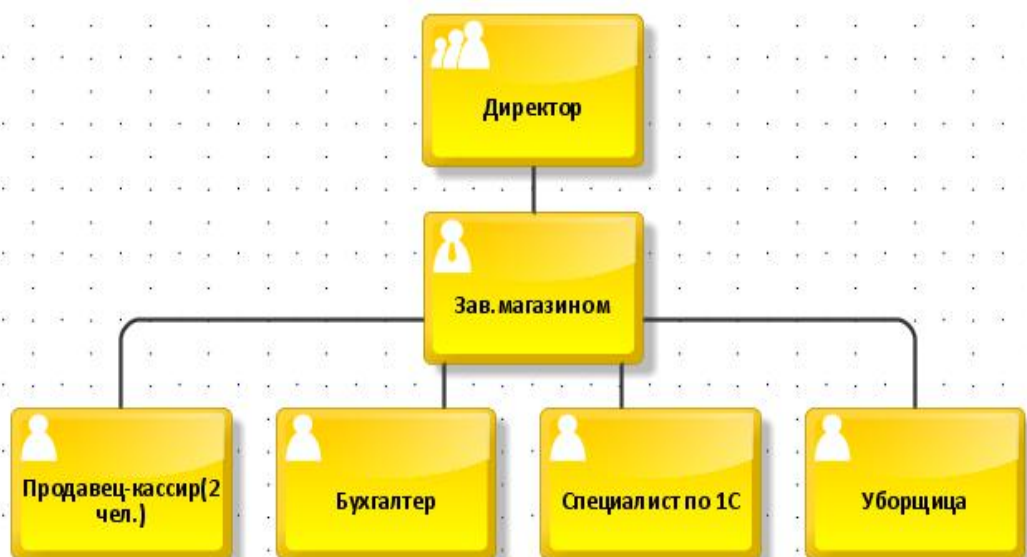 Директор
Зав.магазином
Продавец-кассир(2
чел.)
Бухгалтер
Специалист по 1С
Уборщица